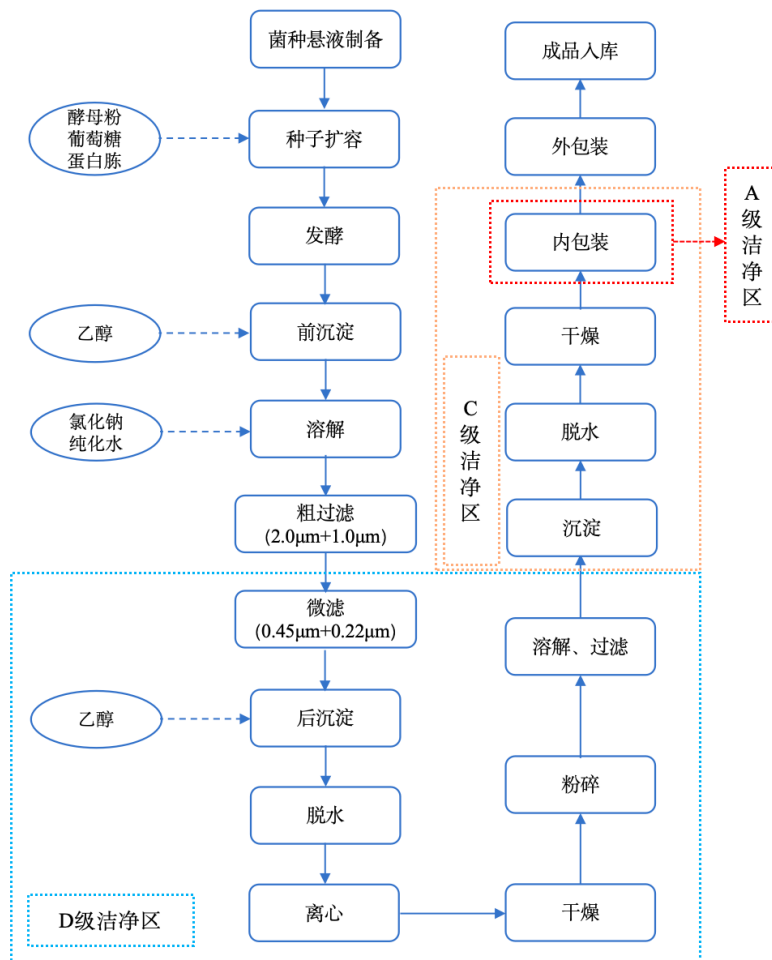 菌种悬液制备
酵母粉
葡萄糖
蛋白胨
种子扩容
发酵
乙醇
前沉淀
氯化钠
纯化水
溶解
粗过滤
(2.0μm+1.0μm)
微滤
(0.45μm+0.22μm)
乙醇
后沉淀
脱水
离心
D级洁净区
干燥
粉碎
溶解、过滤
沉淀
脱水
干燥
C级洁净区
内包装
A级洁净区
外包装
成品入库